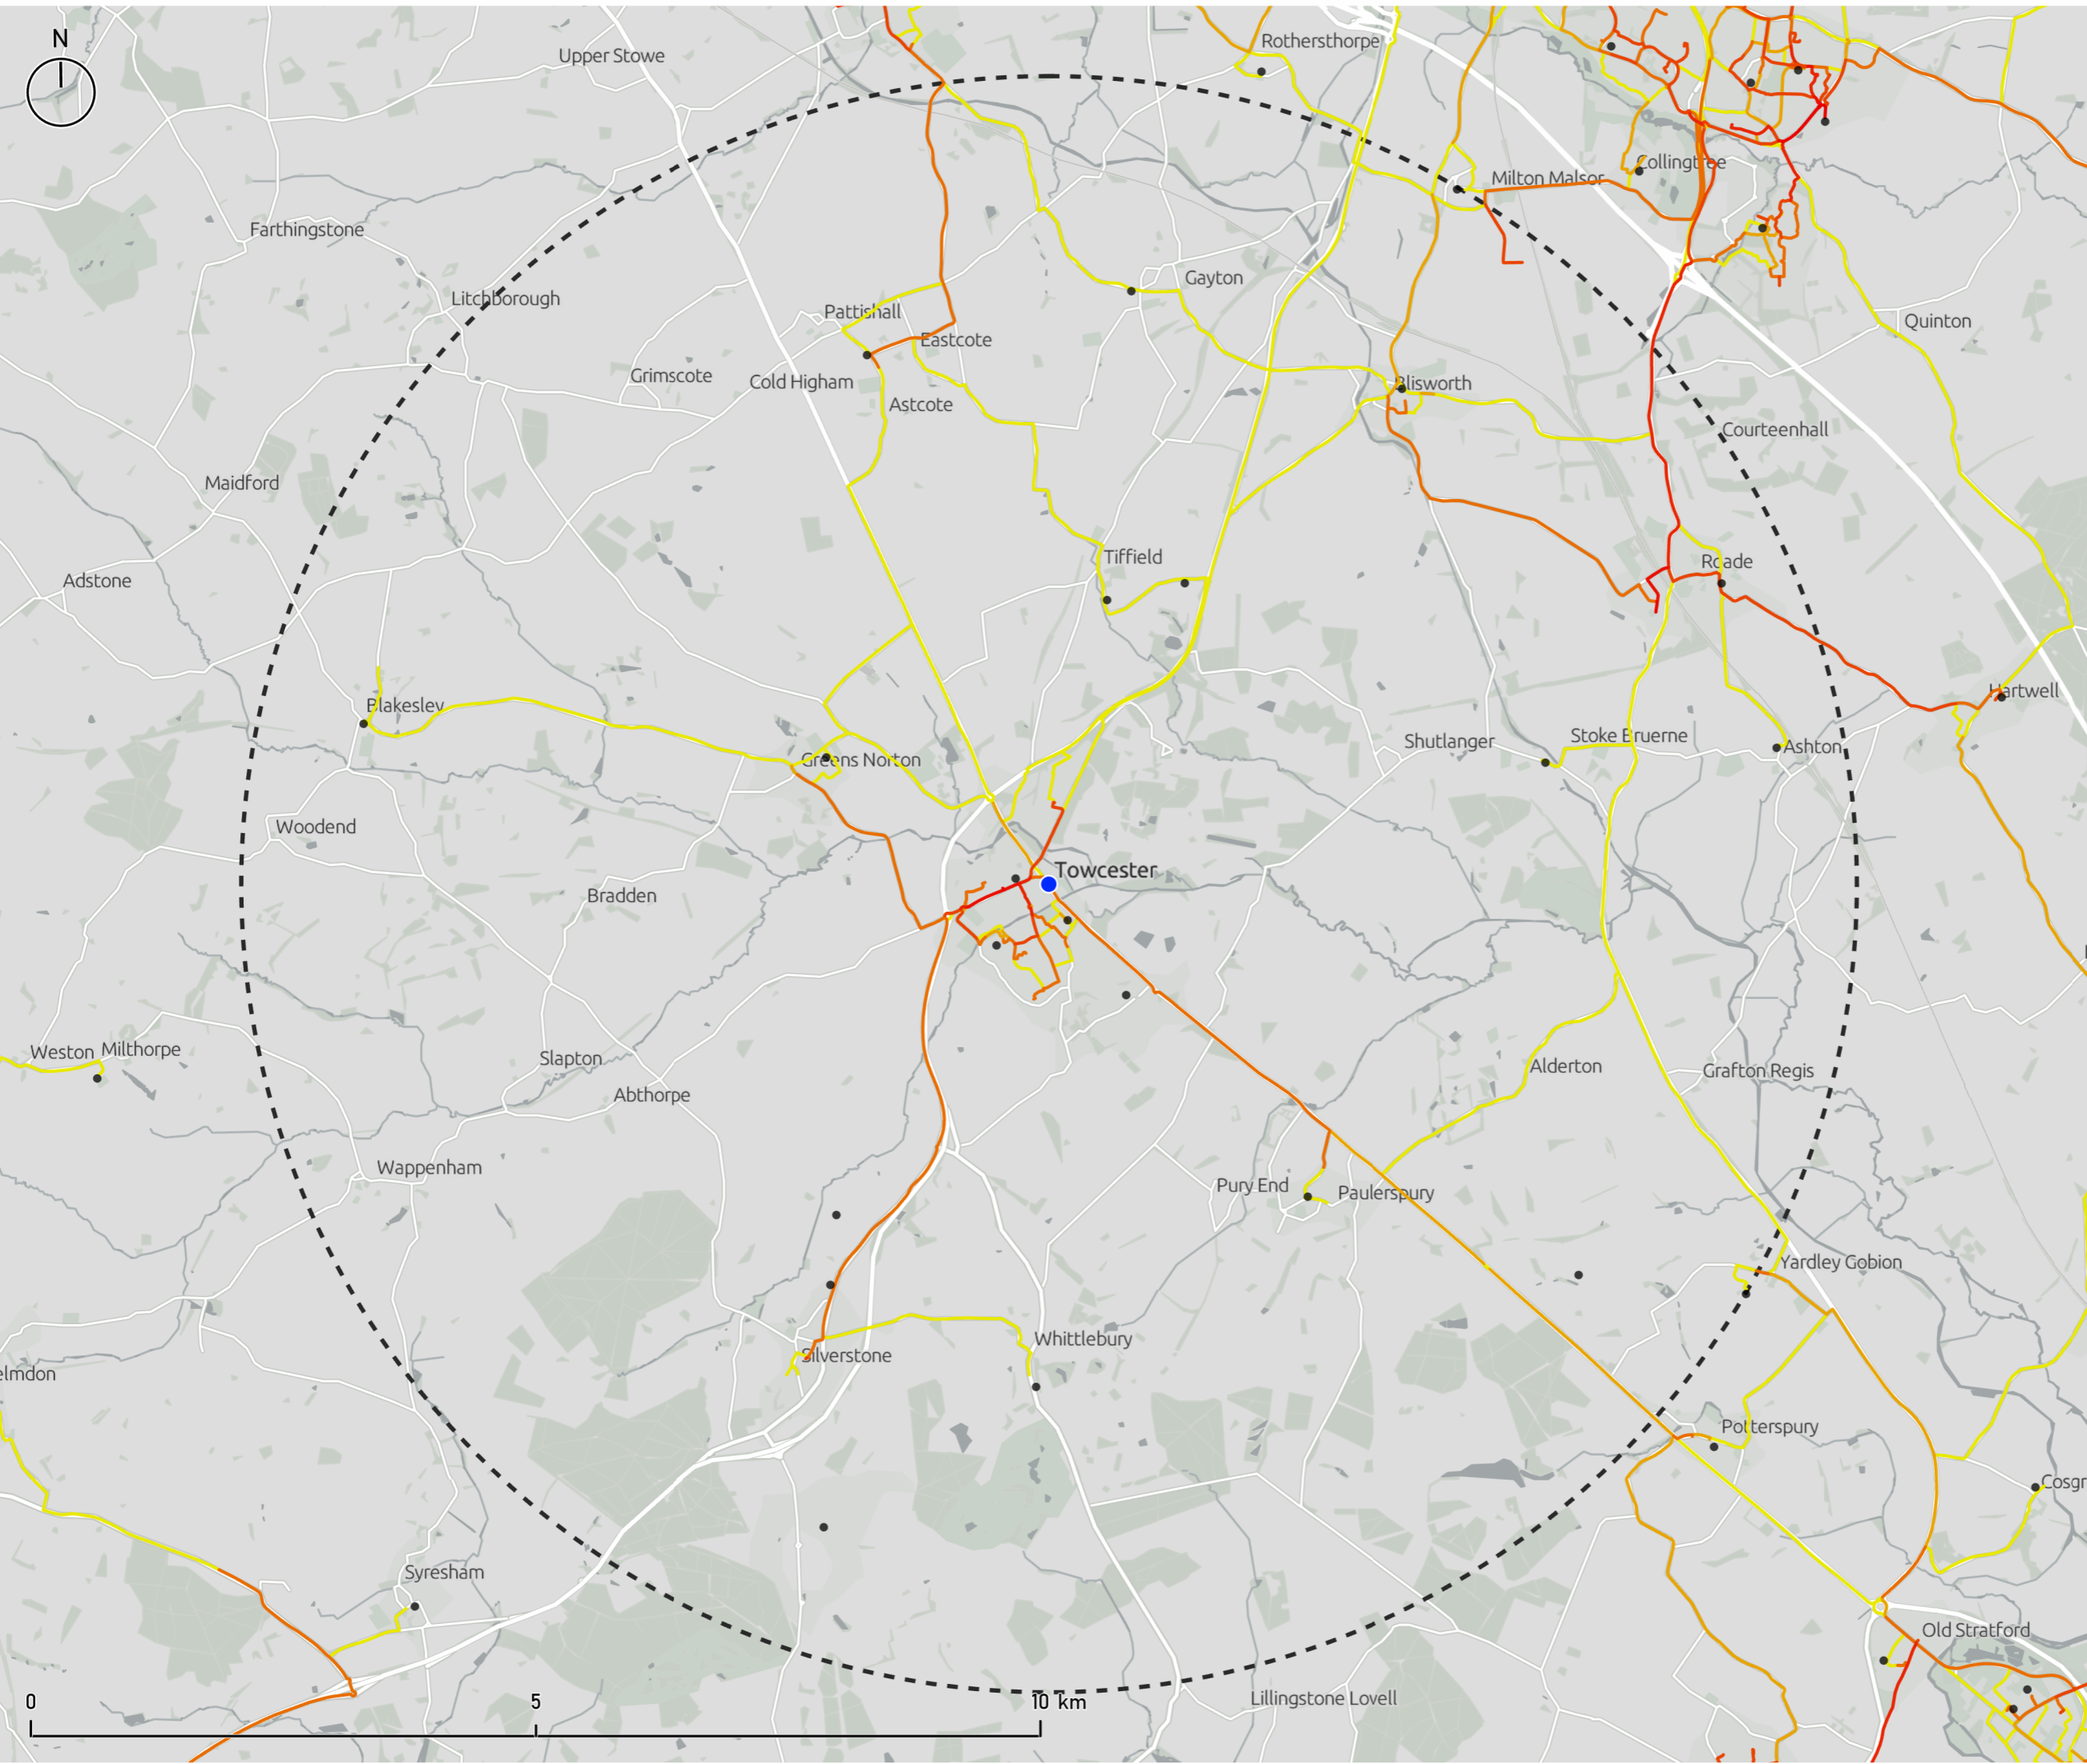 N
Upper Stowe
Rothersthorpe
Collingtree
Milton Malsor
Farthingstone
Litchborough
Gayton
Pattishall
Quinton
Eastcote
Grimscote
Cold Higham
Blisworth
Astcote
Courteenhall
Maidford
Tiffield
Roade
Adstone
Hartwell
Blakesley
Stoke Bruerne
Shutlanger
Ashton
Greens Norton
Woodend
Towcester
Bradden
Weston
Milthorpe
Slapton
Alderton
Grafton Regis
Abthorpe
Wappenham
Pury End
Paulerspury
Yardley Gobion
Whittlebury
Silverstone
elmdon
Potterspury
Cosgr
Syresham
Old Stratford
Lillingstone Lovell
0 5 10 km